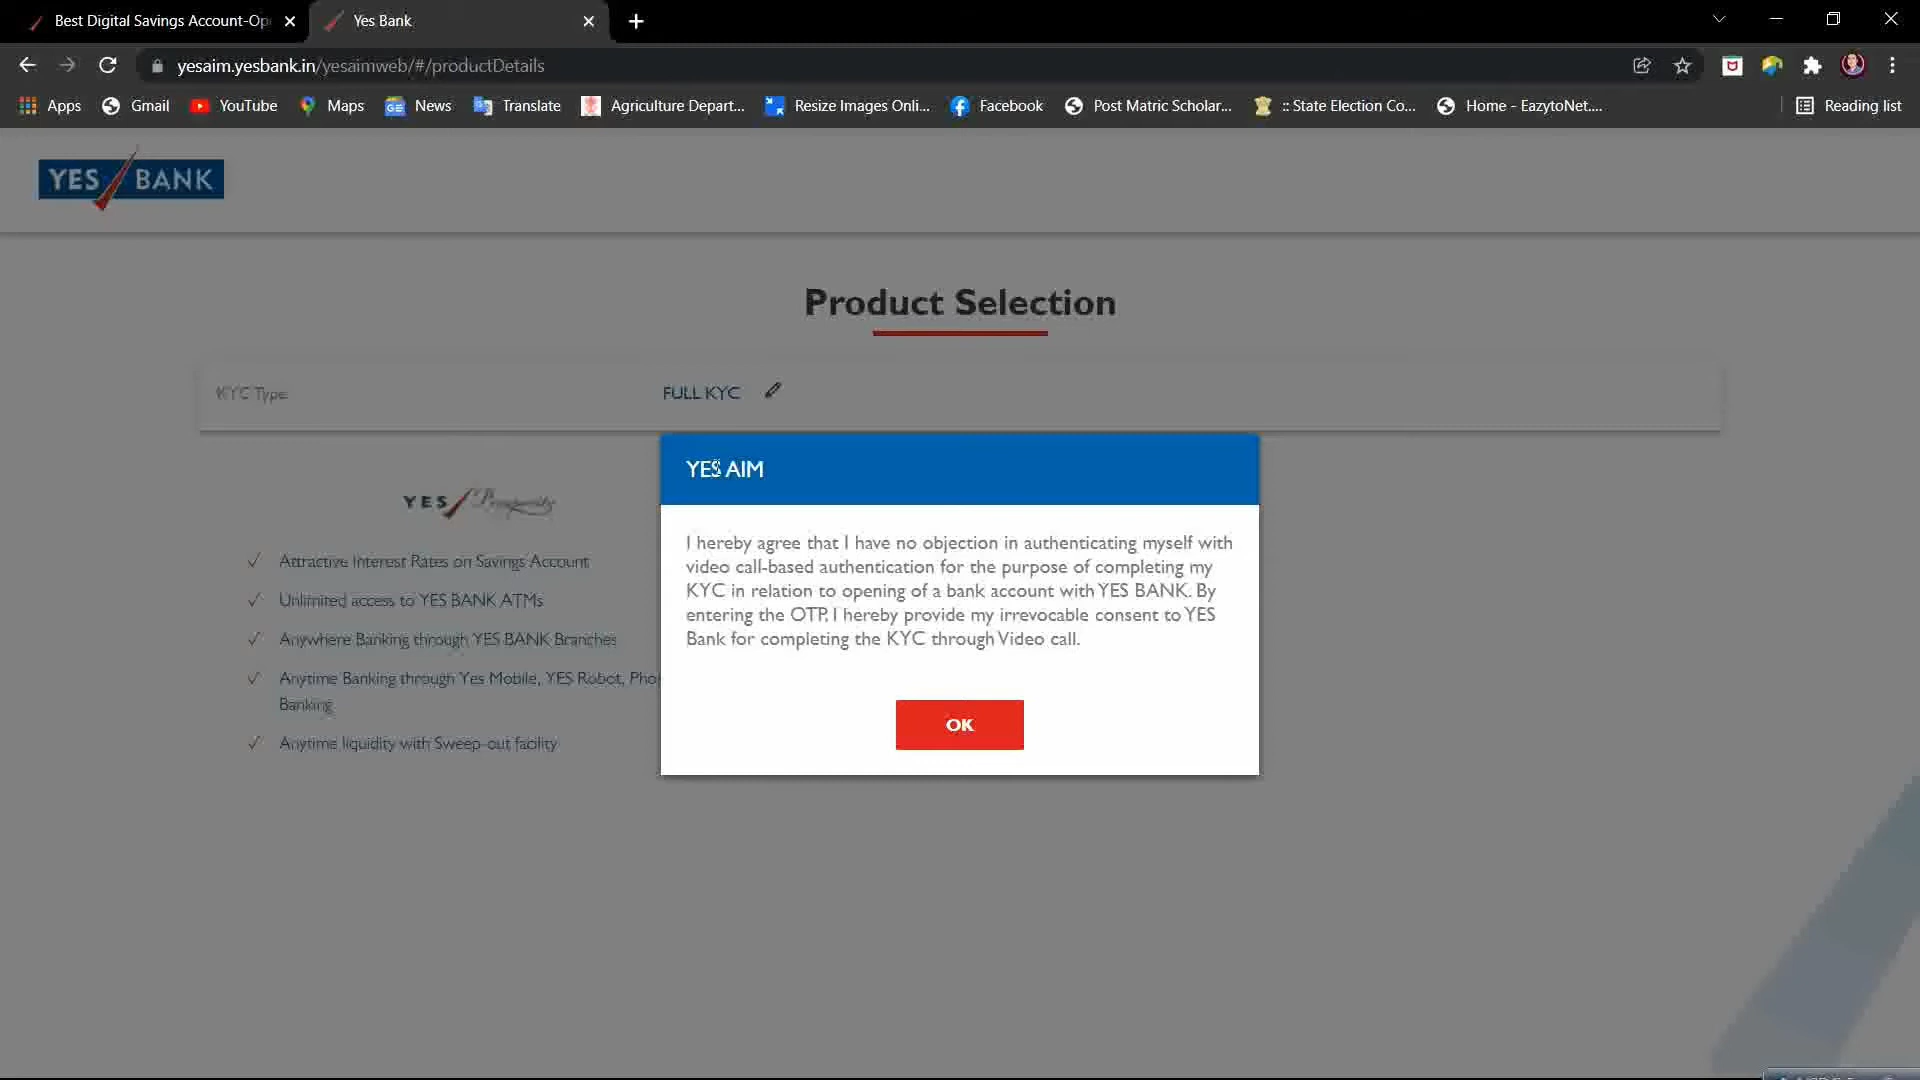 Best Digital Savings Account-Op
Yes Bank
yesaim.yesbank.in/yesaimweb/#/productDetails
Apps
Gmail
YouTube
Maps
News
Translate
Agriculture Depart...
Resize Images Onli...
Facebook
Post Matric Scholar...
:: State Election Co...
Home - EazytoNet....
Reading list
YES BANK
Product Selection
KYC Type
FULL KYC
YES Prosperity
Attractive Interest Rates on Savings Account
Unlimited access to YES BANK ATMs
Anywhere Banking through YES BANK Branches
Anytime Banking through Yes Mobile, YES Robot, Pho
Banking
Anytime liquidity with Sweep-out facility
YES AIM
I hereby agree that I have no objection in authenticating myself with
video call-based authentication for the purpose of completing my
KYC in relation to opening of a bank account with YES BANK. By
entering the OTP, I hereby provide my irrevocable consent to YES
Bank for completing the KYC through Video call.
OK